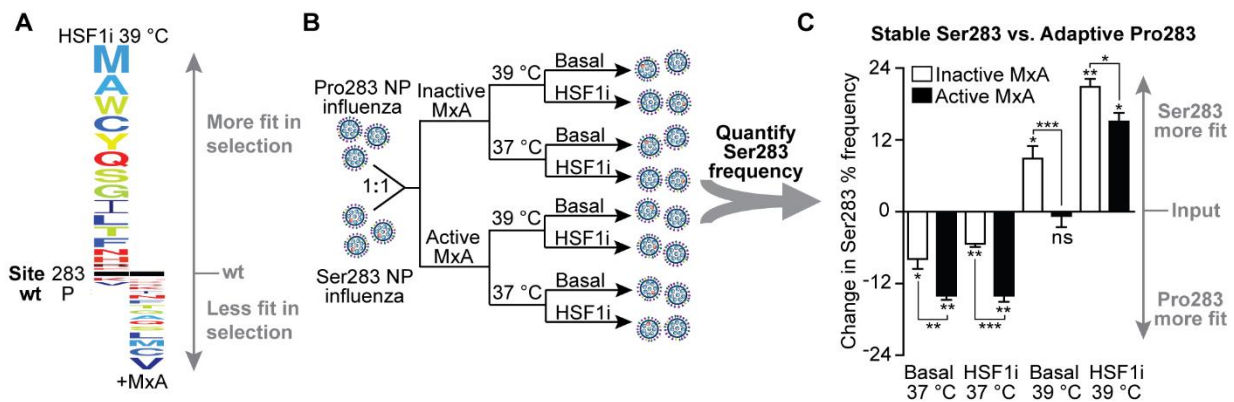 A
HSF1i 39 °C
M
A
W
C
Y
Q
S
G
I
L
T
F
N
More fit in
selection
Site 283
wt P
wt
Less fit in
selection
L
M
C
V
+MxA
B
Pro283 NP
influenza
1:1
Ser283 NP
influenza
Inactive
MxA
Active
MxA
39 °C
37 °C
39 °C
37 °C
Basal
HSF1i
Basal
HSF1i
Basal
HSF1i
Basal
HSF1i
Quantify
Ser283
frequency
C
Stable Ser283 vs. Adaptive Pro283
Change in Ser283 % frequency
24
12
0
-12
-24
Inactive MxA
Active MxA
* ** ** **
** ***
* *** ns
** * *
Ser283
more fit
Input
Pro283
more fit
Basal HSF1i Basal HSF1i
37 °C 37 °C 39 °C 39 °C